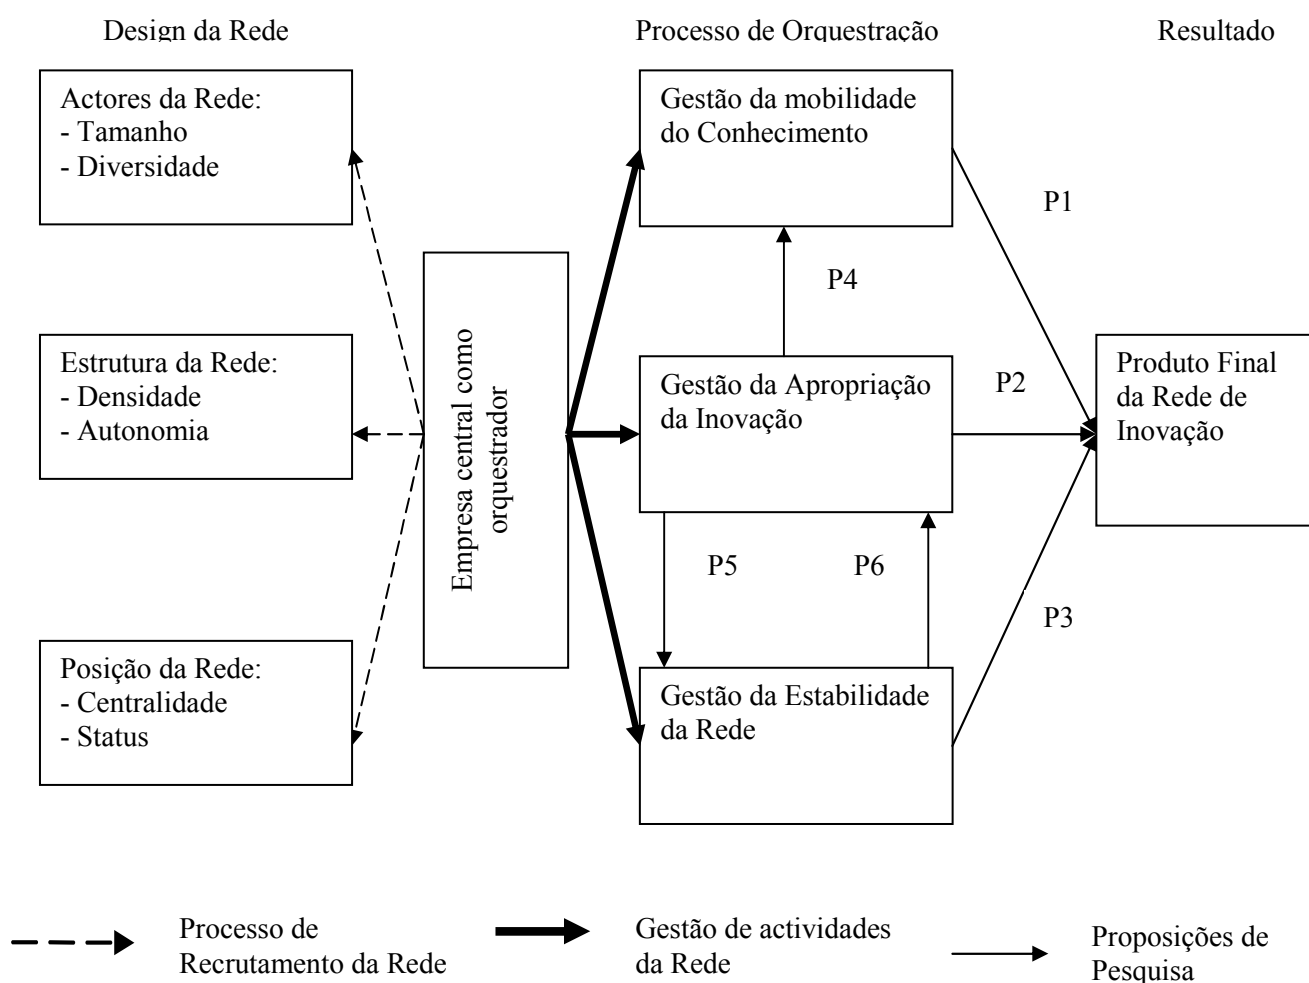 Design da Rede
Processo de Orquestração
Resultado
Actores da Rede:
- Tamanho
- Diversidade
Estrutura da Rede:
- Densidade
- Autonomia
Posição da Rede:
- Centralidade
- Status
Empresa central como
orquestrador
Gestão da mobilidade
do Conhecimento
P4
Gestão da Apropriação
da Inovação
P5
P6
Gestão da Estabilidade
da Rede
P1
P2
P3
Produto Final
da Rede de
Inovação
Processo de
Recrutamento da Rede
Gestão de actividades
da Rede
Proposições de
Pesquisa